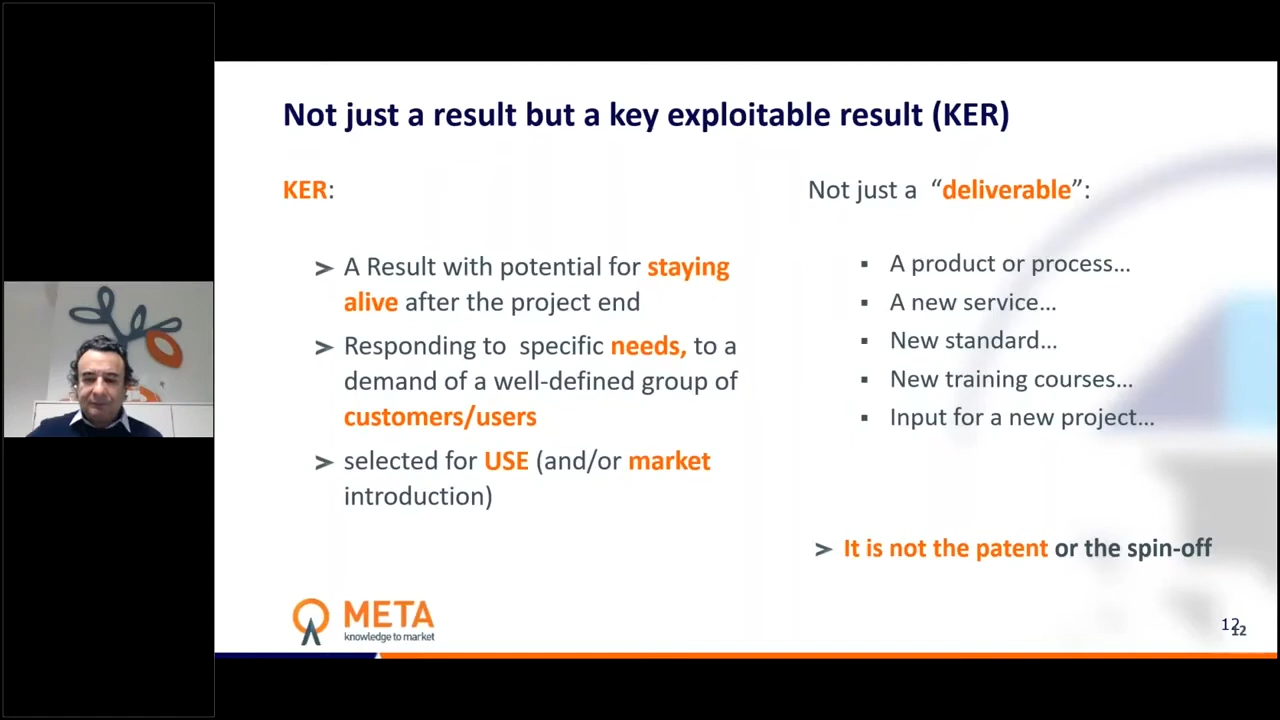 Not just a result but a key exploitable result (KER)
KER:
➢ A Result with potential for staying
alive after the project end
➢ Responding to specific needs, to a
demand of a well-defined group of
customers/users
➢ selected for USE (and/or market
introduction)
Not just a “deliverable”:
▪ A product or process…
▪ A new service…
▪ New standard…
▪ New training courses…
▪ Input for a new project…
➢ It is not the patent or the spin-off
META
knowledge to market
12
12